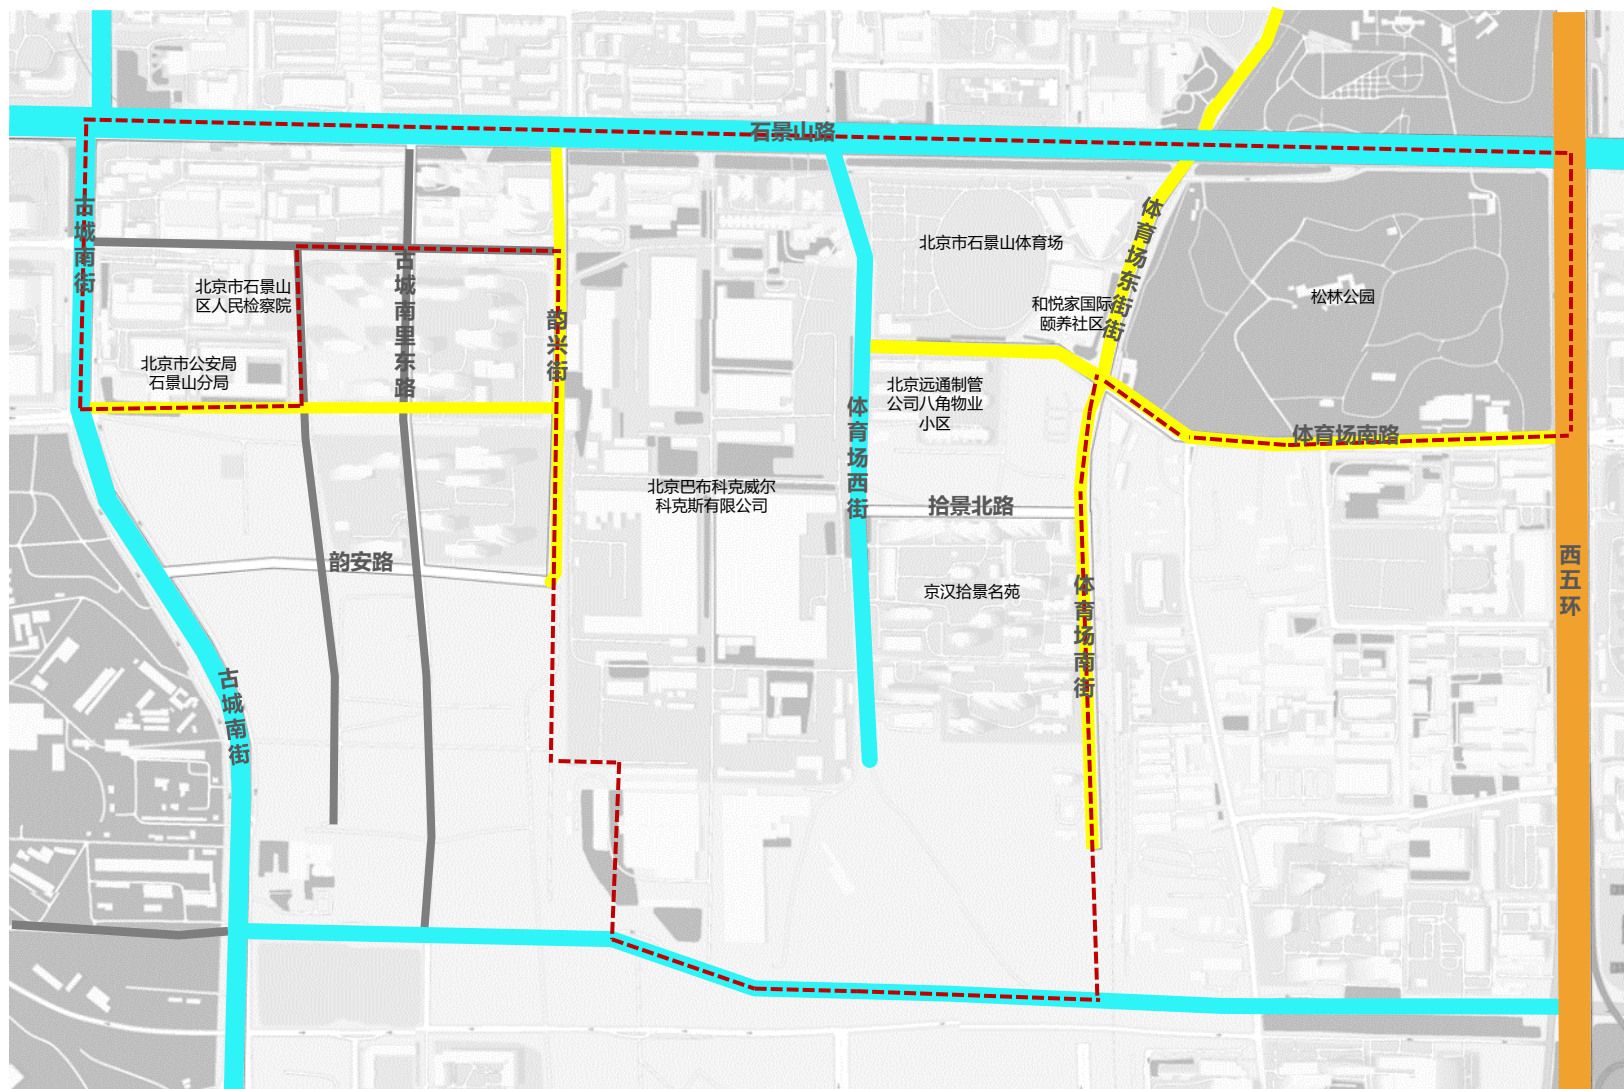 石景山路
古城南街
体育场东街街
北京市石景山体育场
古城南里东路
北京市石景山
区人民检察院
和悦家国际
颐养社区
松林公园
韵兴街
北京市公安局
石景山分局
北京远通制管
公司八角物业
小区
体育场西街
体育场南路
北京巴布科克威尔
科克斯有限公司
拾景北路
韵安路
西五环
京汉拾景名苑
体育场南街
古城南街